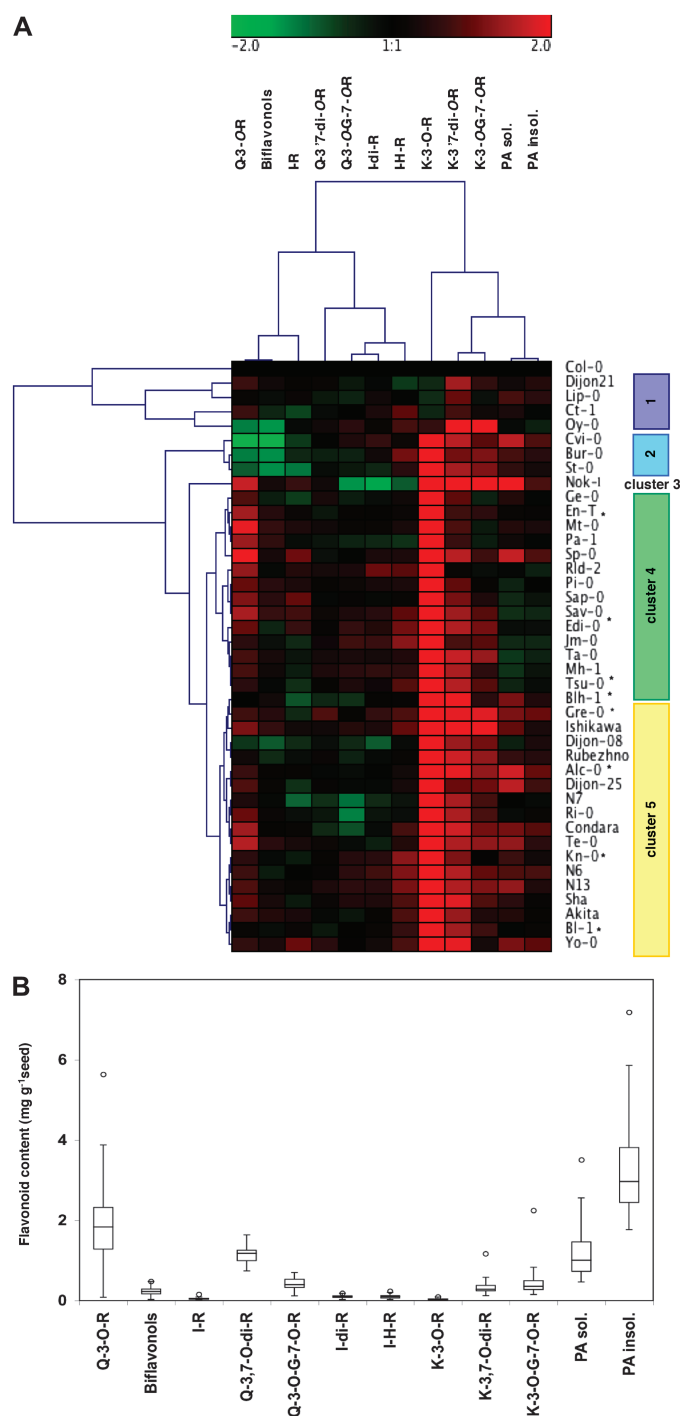 A
-2.0 1:1 2.0
Q-3-O-R
Biflavonols
I-R
Q-3'7-di-O-R
Q-3-OG-7-OR
I-di-R
I-H-R
K-3-O-R
K-3'7-di-O-R
K-3-OG-7-OR
PA sol.
PA insol.
Col-0
Dijon21
Lip-0
Ct-1
Oy-0
1
Cvi-0
Bur-0
St-0
2
Nok-1
cluster 3
Ge-0
En-T *
Mt-0
Pa-1
Sp-0
Rld-2
Pi-0
Sap-0
Sav-0
Edi-0 *
Jm-0
Ta-0
Mh-1
Tsu-0 *
Blh-1 *
cluster 4
Gre-0 *
Ishikawa
Dijon-08
Rubezhno
Alc-0 *
Dijon-25
N7
Ri-0
Condara
Te-0
Kn-0 *
N6
N13
Sha
Akita
Bl-1 *
Yo-0
cluster 5
B
Flavonoid content (mg g-1seed)
8
6
4
2
0
Q-3-O-R
Biflavonols
I-R
Q-3,7-O-di-R
Q-3-O-G-7-O-R
I-di-R
I-H-R
K-3-O-R
K-3,7-O-di-R
K-3-O-G-7-O-R
PA sol.
PA insol.